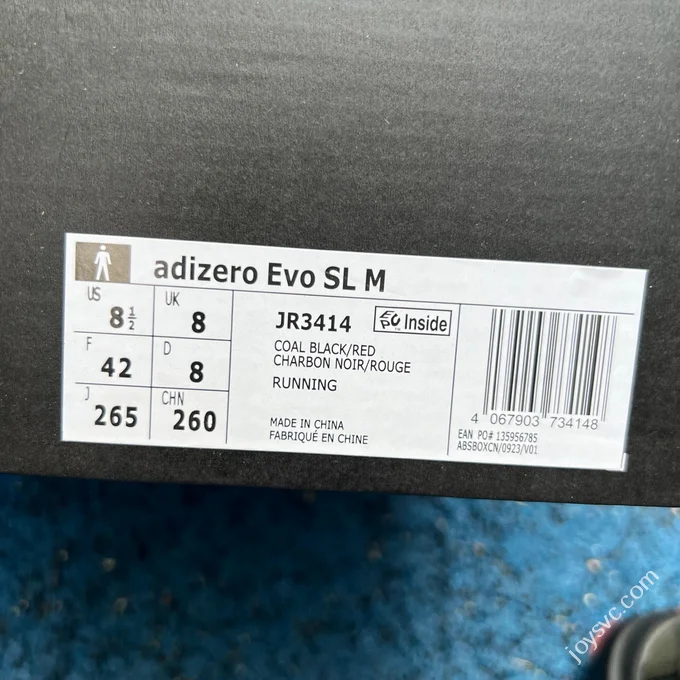 adizero Evo SL M
US 8½ UK 8
F 42 D 8
J 265 CHN 260
JR3414 EPC Inside
COAL BLACK/RED
CHARBON NOIR/ROUGE
RUNNING
MADE IN CHINA
FABRIQUÉ EN CHINE
4 067903 734148
EAN PO# 135956785
ABSBOXCN/0923/V01
joysvc.com